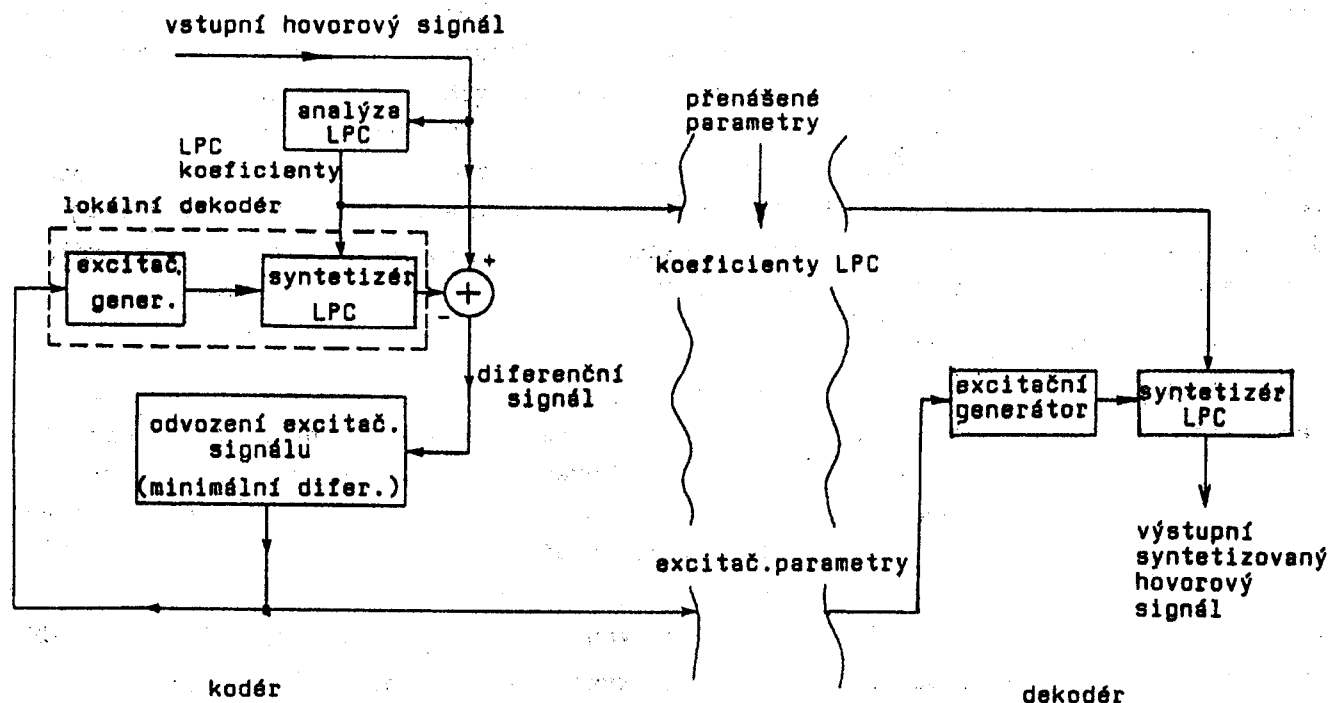 vstupní hovorový signál
analýza
LPC
LPC
koeficienty
lokální dekodér
excitač.
gener.
syntetizér
LPC
+
+
-
diferenční
signál
odvození excitač.
signálu
(minimální difer.)
kodér
přenášené
parametry
koeficienty LPC
excitač.parametry
excitační
generátor
syntetizér
LPC
výstupní
syntetizovaný
hovorový
signál
dekodér